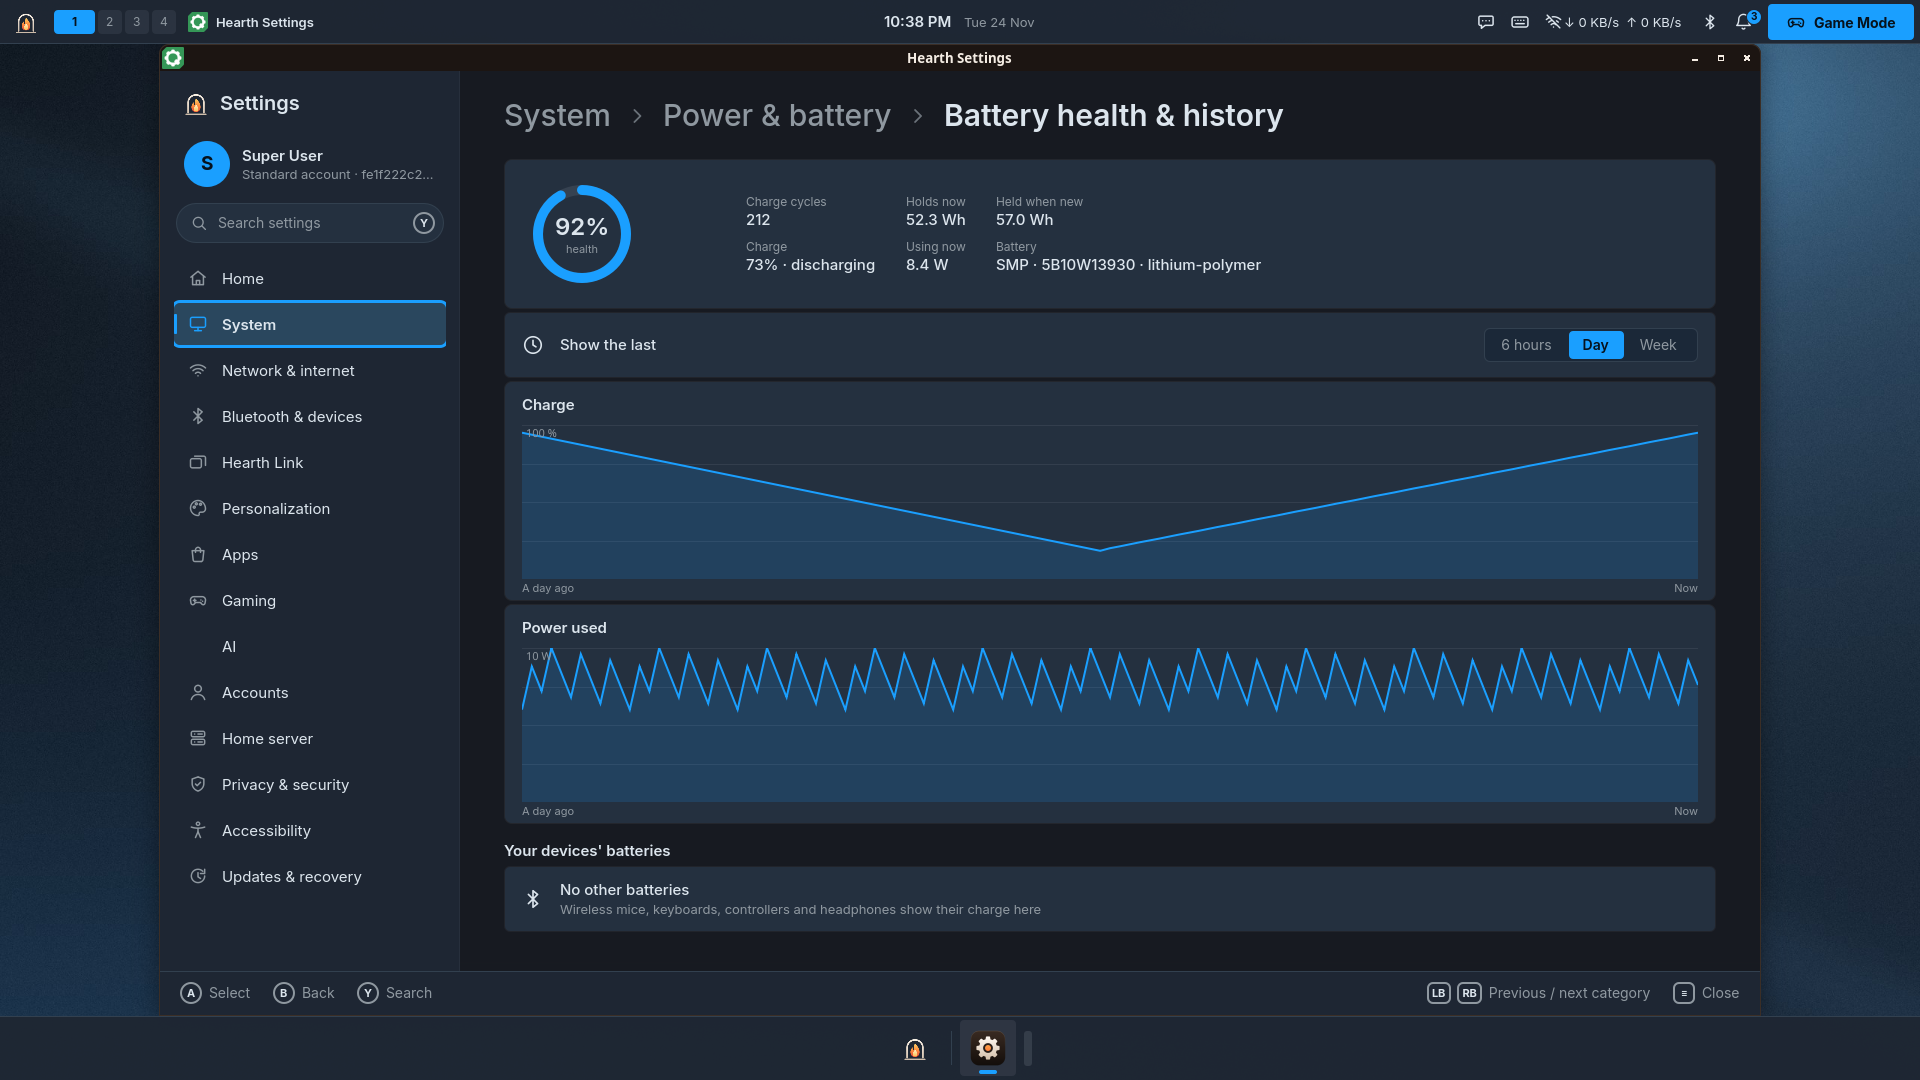 1 2 3 4 Hearth Settings 10:38 PM Tue 24 Nov ↓ 0 KB/s ↑ 0 KB/s 3 Game Mode
Hearth Settings
Settings
S Super User
Standard account · fe1f222c2...
Search settings Y
Home
System
Network & internet
Bluetooth & devices
Hearth Link
Personalization
Apps
Gaming
AI
Accounts
Home server
Privacy & security
Accessibility
Updates & recovery
System > Power & battery > Battery health & history
92%
health
Charge cycles Holds now Held when new
212 52.3 Wh 57.0 Wh
Charge Using now Battery
73% · discharging 8.4 W SMP · 5B10W13930 · lithium-polymer
Show the last 6 hours Day Week
Charge
100 %
A day ago Now
Power used
10 W
A day ago Now
Your devices' batteries
No other batteries
Wireless mice, keyboards, controllers and headphones show their charge here
A Select B Back Y Search LB RB Previous / next category ≡ Close